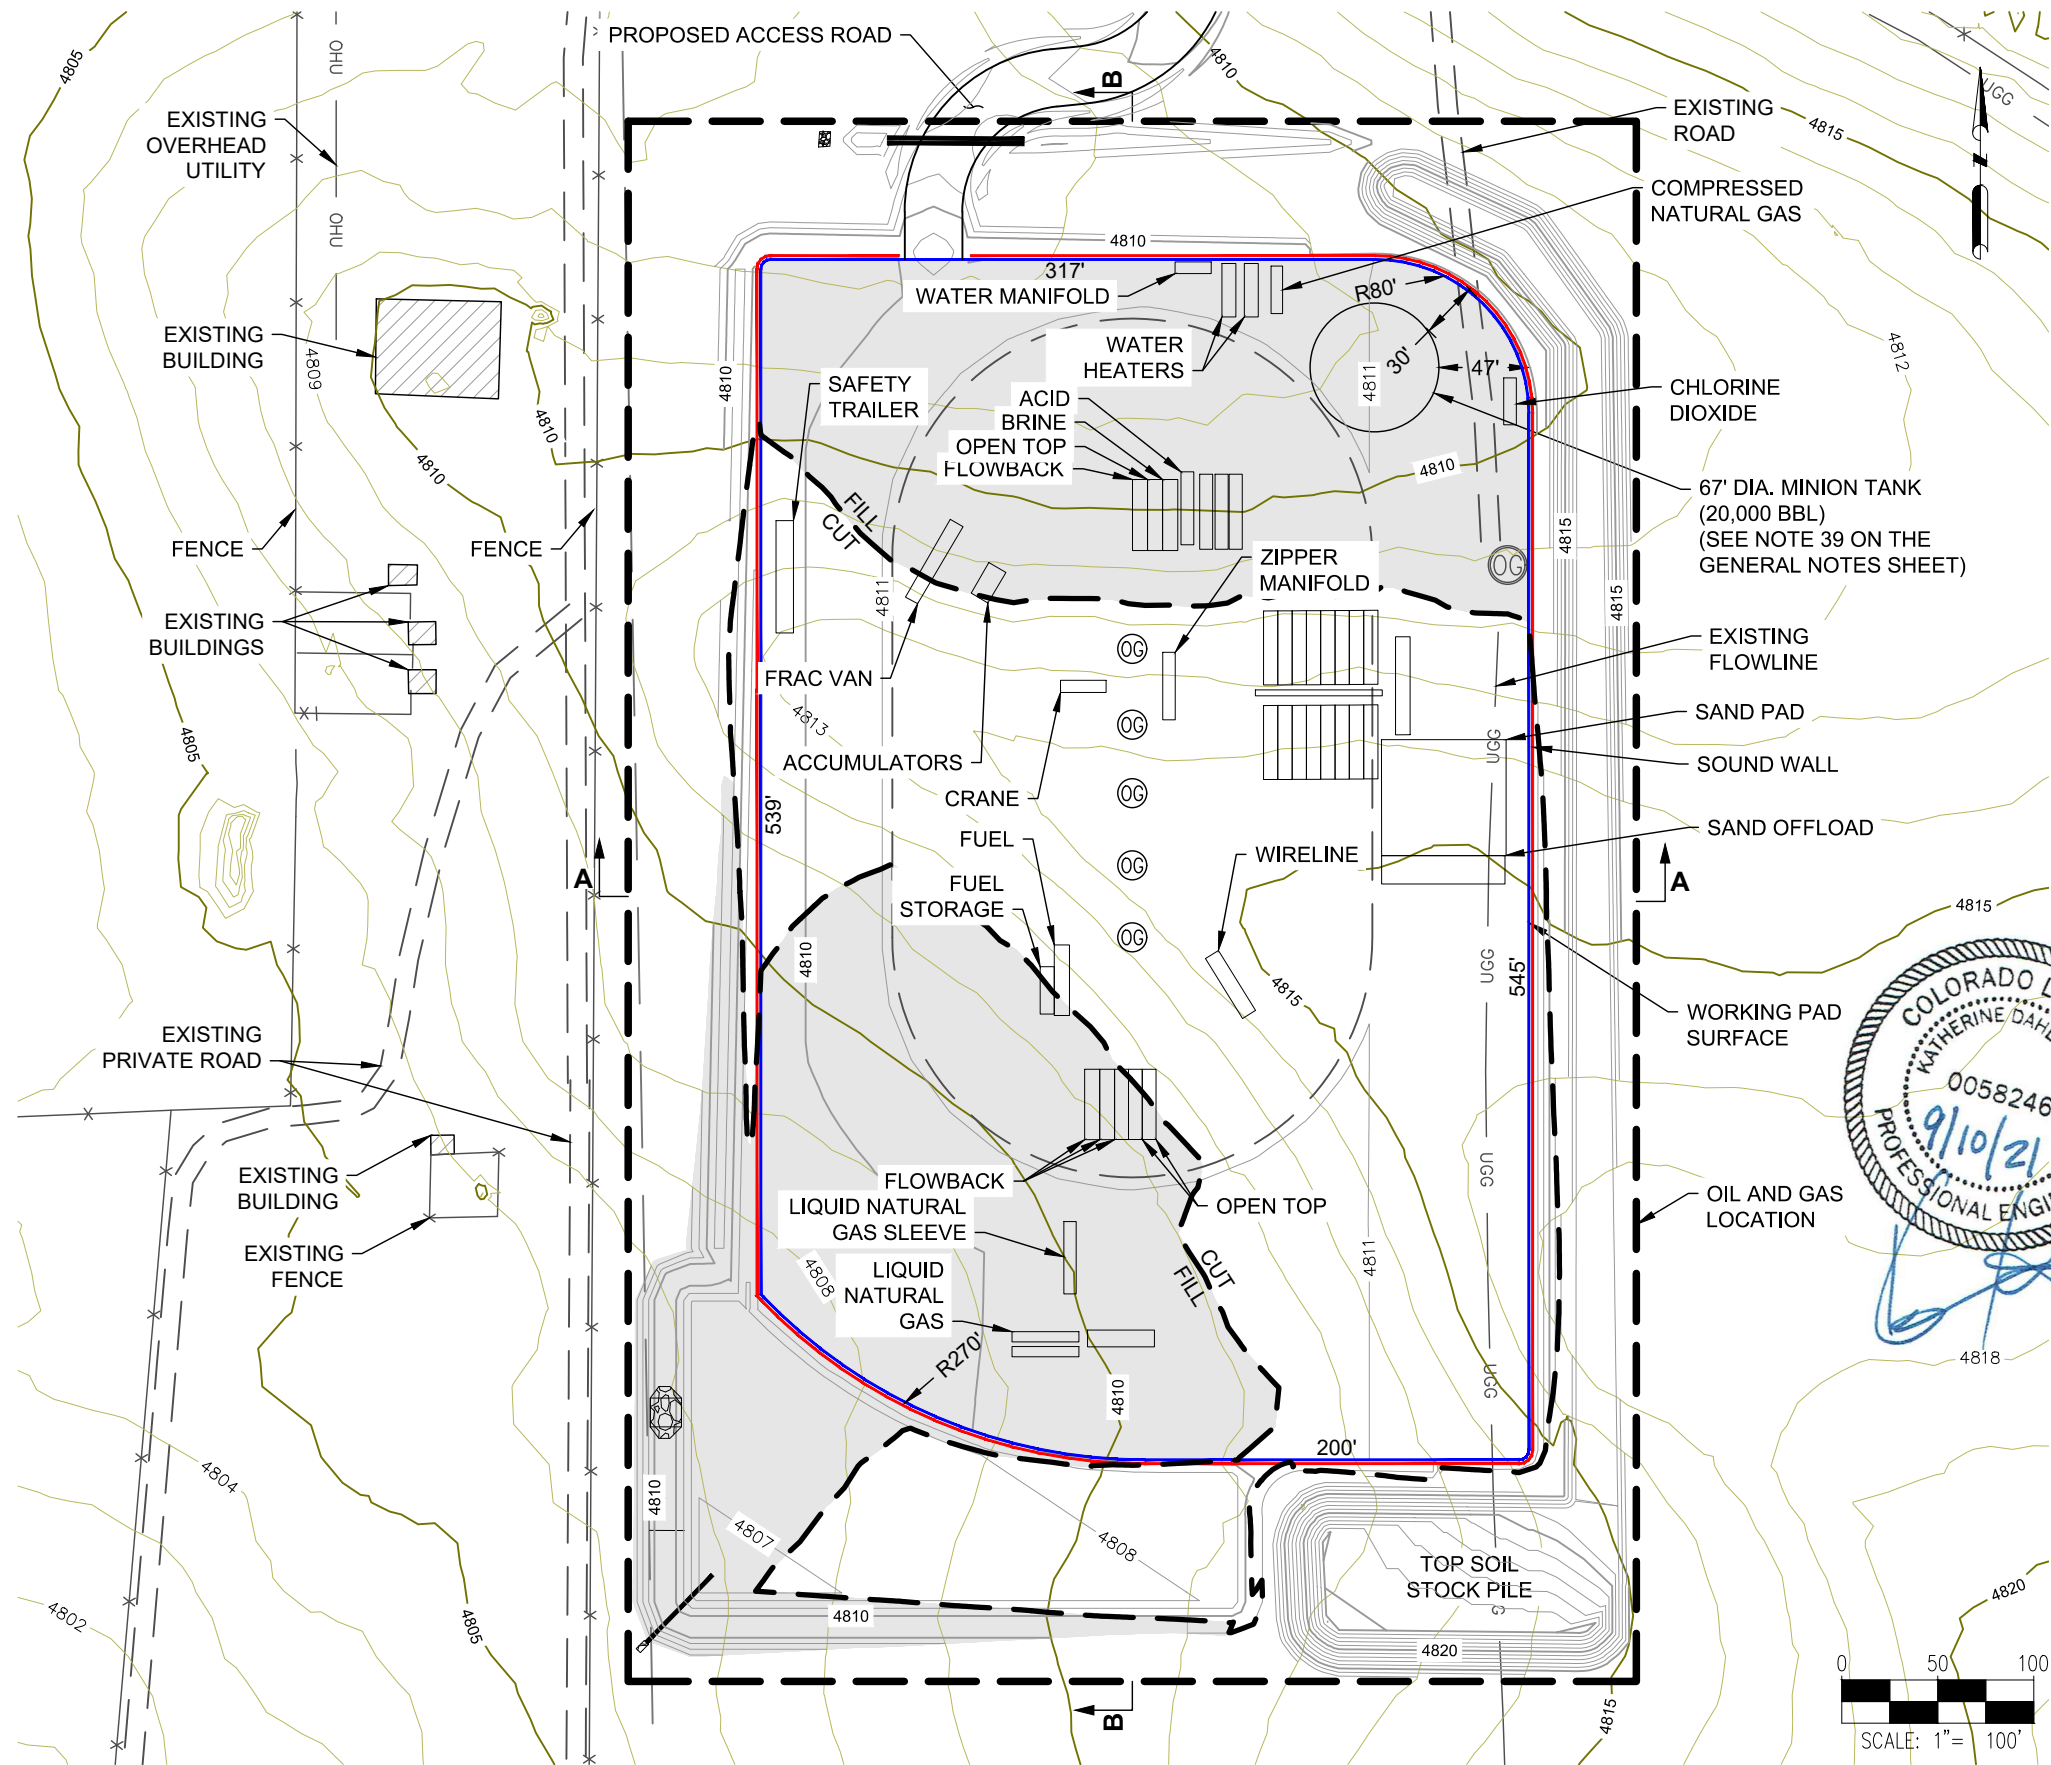 PROPOSED ACCESS ROAD
B
4805
OHU
4810
UGG
EXISTING
OVERHEAD
UTILITY
EXISTING
ROAD
4815
COMPRESSED
NATURAL GAS
OHU
4810
317'
WATER MANIFOLD
R80'
EXISTING
BUILDING
4809
WATER
HEATERS
30'
47'
4811
4812
4810
SAFETY
TRAILER
CHLORINE
DIOXIDE
4810
ACID
BRINE
OPEN TOP
FLOWBACK
4810
4810
67' DIA. MINION TANK
(20,000 BBL)
(SEE NOTE 39 ON THE
GENERAL NOTES SHEET)
FILL
CUT
4815
FENCE
FENCE
ZIPPER
MANIFOLD
OG
4811
4815
EXISTING
BUILDINGS
OG
EXISTING
FLOWLINE
FRAC VAN
4813
OG
SAND PAD
4805
UGG
ACCUMULATORS
SOUND WALL
CRANE
OG
539'
FUEL
SAND OFFLOAD
WIRELINE
OG
A
A
FUEL
STORAGE
4815
OG
4810
UGG
545'
4815
COLORADO L
KATHERINE DAH
0058246
9/10/21
PROFESSIONAL ENGI
WORKING PAD
SURFACE
EXISTING
PRIVATE ROAD
EXISTING
BUILDING
FLOWBACK
UGG
LIQUID NATURAL
GAS SLEEVE
OPEN TOP
OIL AND GAS
LOCATION
EXISTING
FENCE
4808
LIQUID
NATURAL
GAS
CUT
FILL
4811
R270'
4818
4810
UGG
200'
4804
4810
4807
4808
TOP SOIL
STOCK PILE
G
4820
4802
4805
4810
4820
4815
B
0 50 100
SCALE: 1"= 100'